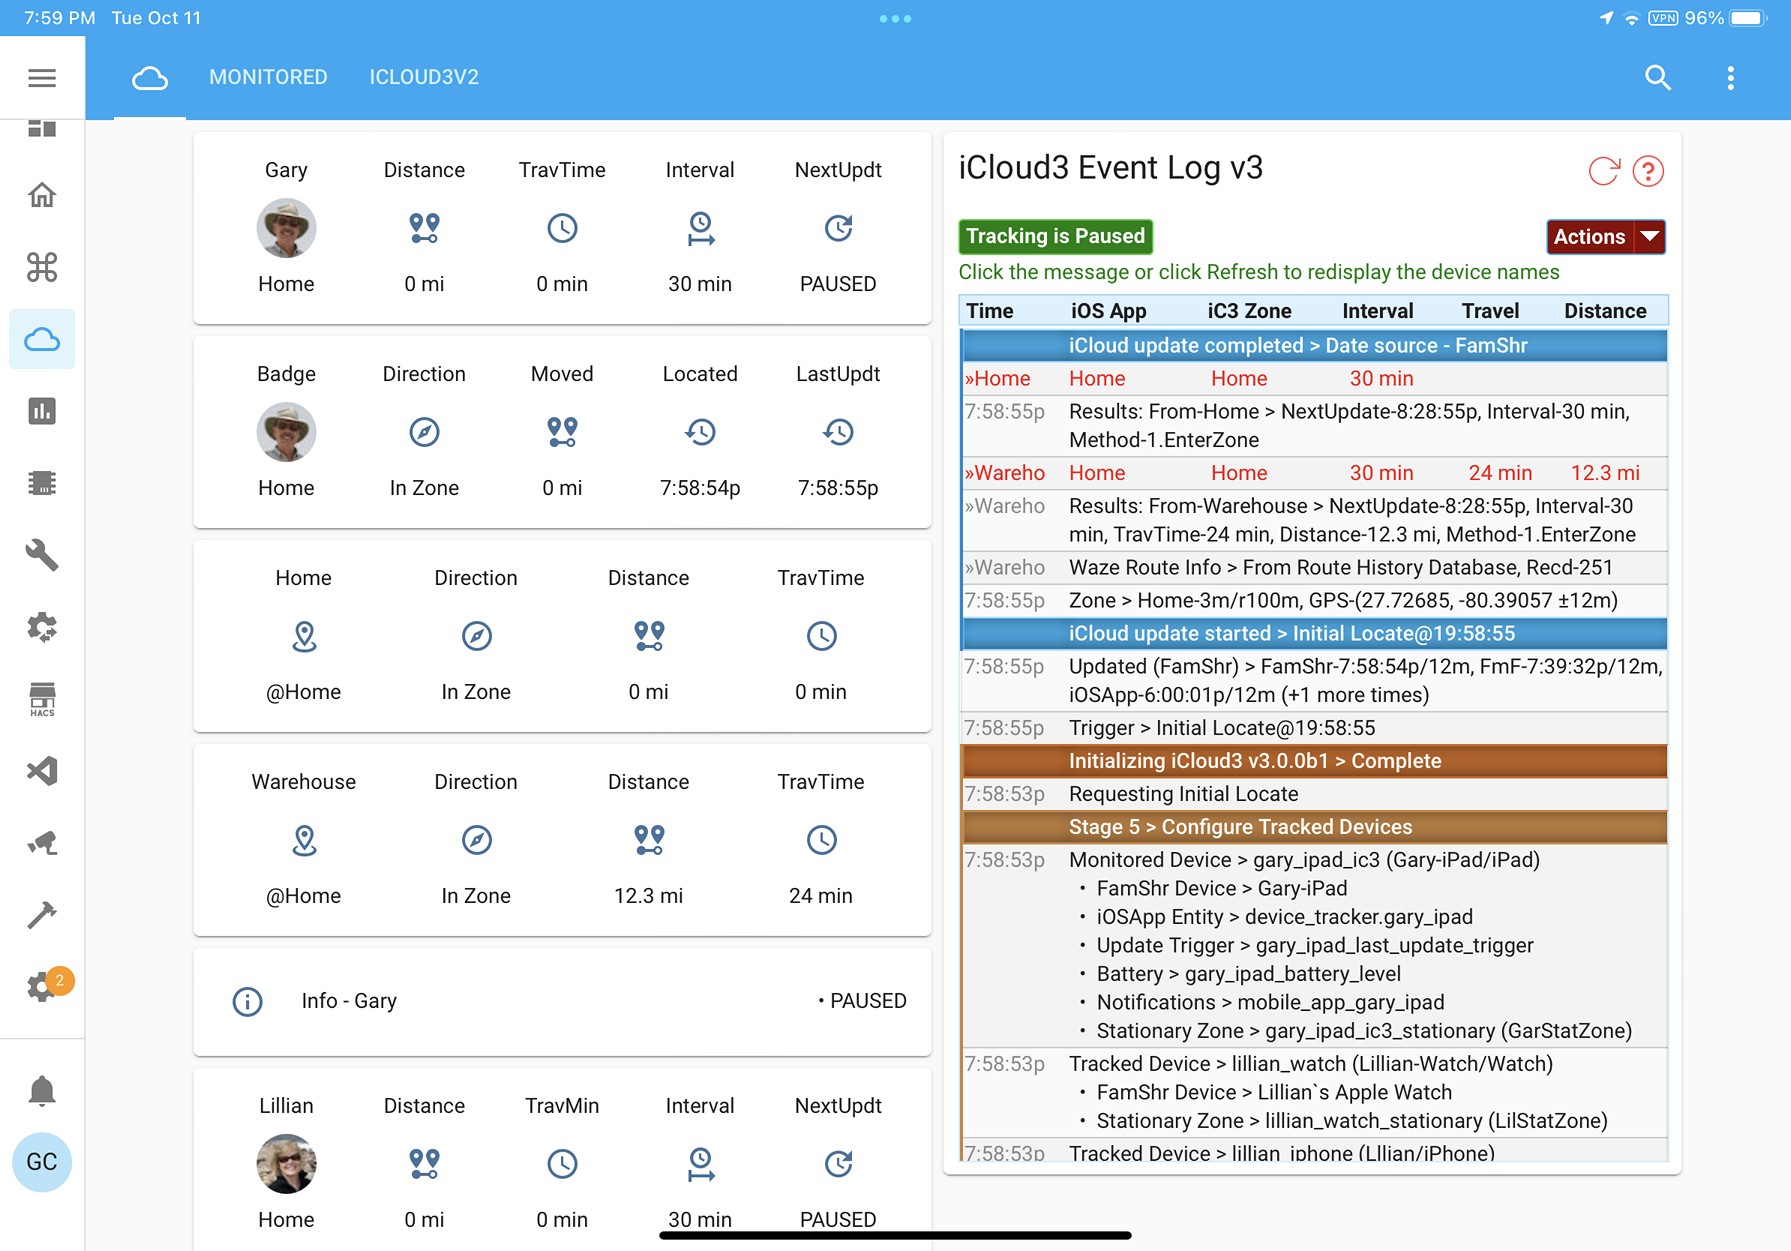 7:59 PM Tue Oct 11
VPN 96%
MONITORED ICLOUD3V2
HACS
2
GC
Gary Distance TravTime Interval NextUpdt
Home 0 mi 0 min 30 min PAUSED
Badge Direction Moved Located LastUpdt
Home In Zone 0 mi 7:58:54p 7:58:55p
Home Direction Distance TravTime
@Home In Zone 0 mi 0 min
Warehouse Direction Distance TravTime
@Home In Zone 12.3 mi 24 min
Info - Gary • PAUSED
Lillian Distance TravMin Interval NextUpdt
Home 0 mi 0 min 30 min PAUSED
iCloud3 Event Log v3
?
Tracking is Paused Actions
Click the message or click Refresh to redisplay the device names
Time iOS App iC3 Zone Interval Travel Distance
iCloud update completed > Date source - FamShr
»Home Home Home 30 min
7:58:55p Results: From-Home > NextUpdate-8:28:55p, Interval-30 min,
Method-1.EnterZone
»Wareho Home Home 30 min 24 min 12.3 mi
»Wareho Results: From-Warehouse > NextUpdate-8:28:55p, Interval-30
min, TravTime-24 min, Distance-12.3 mi, Method-1.EnterZone
»Wareho Waze Route Info > From Route History Database, Recd-251
7:58:55p Zone > Home-3m/r100m, GPS-(27.72685, -80.39057 ±12m)
iCloud update started > Initial Locate@19:58:55
7:58:55p Updated (FamShr) > FamShr-7:58:54p/12m, FmF-7:39:32p/12m,
iOSApp-6:00:01p/12m (+1 more times)
7:58:55p Trigger > Initial Locate@19:58:55
Initializing iCloud3 v3.0.0b1 > Complete
7:58:53p Requesting Initial Locate
Stage 5 > Configure Tracked Devices
7:58:53p Monitored Device > gary_ipad_ic3 (Gary-iPad/iPad)
• FamShr Device > Gary-iPad
• iOSApp Entity > device_tracker.gary_ipad
• Update Trigger > gary_ipad_last_update_trigger
• Battery > gary_ipad_battery_level
• Notifications > mobile_app_gary_ipad
• Stationary Zone > gary_ipad_ic3_stationary (GarStatZone)
7:58:53p Tracked Device > lillian_watch (Lillian-Watch/Watch)
• FamShr Device > Lillian`s Apple Watch
• Stationary Zone > lillian_watch_stationary (LilStatZone)
7:58:53p Tracked Device > lillian_iphone (LIlian/iPhone)